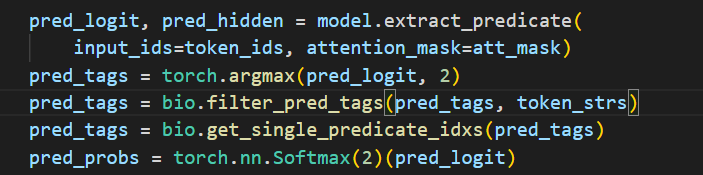 pred_logit, pred_hidden = model.extract_predicate(
    input_ids=token_ids, attention_mask=att_mask)
pred_tags = torch.argmax(pred_logit, 2)
pred_tags = bio.filter_pred_tags(pred_tags, token_strs)
pred_tags = bio.get_single_predicate_idxs(pred_tags)
pred_probs = torch.nn.Softmax(2)(pred_logit)